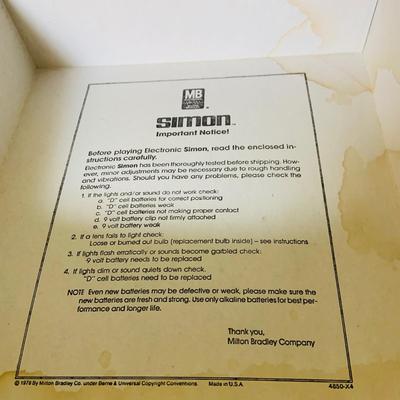 MB
SIMON
Important Notice!
Before playing Electronic Simon, read the enclosed in-
structions carefully.
Electronic Simon has been thoroughly tested before shipping. How-
ever, minor adjustments may be necessary due to rough handling
and vibrations. Should you have any problems, please check the
following.
1. If the lights and/or sound do not work check:
a. "D" cell batteries for correct positioning
b. "D" cell batteries weak
c. "D" cell batteries not making proper contact
d. 9 volt battery clip not firmly attached
e. 9 volt battery weak
2. If a lens fails to light check:
Loose or burned out bulb (replacement bulb inside) – see instructions
3. If lights flash erratically or sounds become garbled check:
9 volt battery needs to be replaced
4. If lights dim or sound quiets down check.
"D" cell batteries need to be replaced
NOTE Even new batteries may be defective or weak, please make sure the
new batteries are fresh and strong. Use only alkaline batteries for best per-
formance and longer life.
Thank you,
Milton Bradley Company
© 1978 By Milton Bradley Co. under Berne & Universal Copyright Conventions. Made in U.S.A. 4850-X4